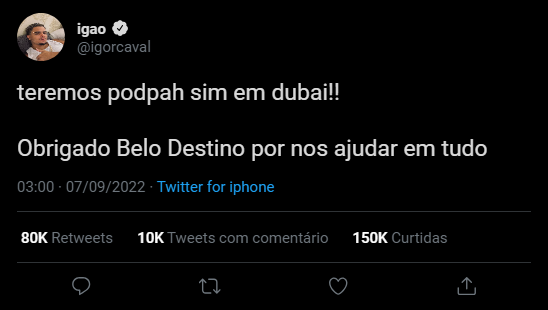 igao
@igorcaval
teremos podpah sim em dubai!!
Obrigado Belo Destino por nos ajudar em tudo
03:00 · 07/09/2022 · Twitter for iphone
80K Retweets 10K Tweets com comentário 150K Curtidas